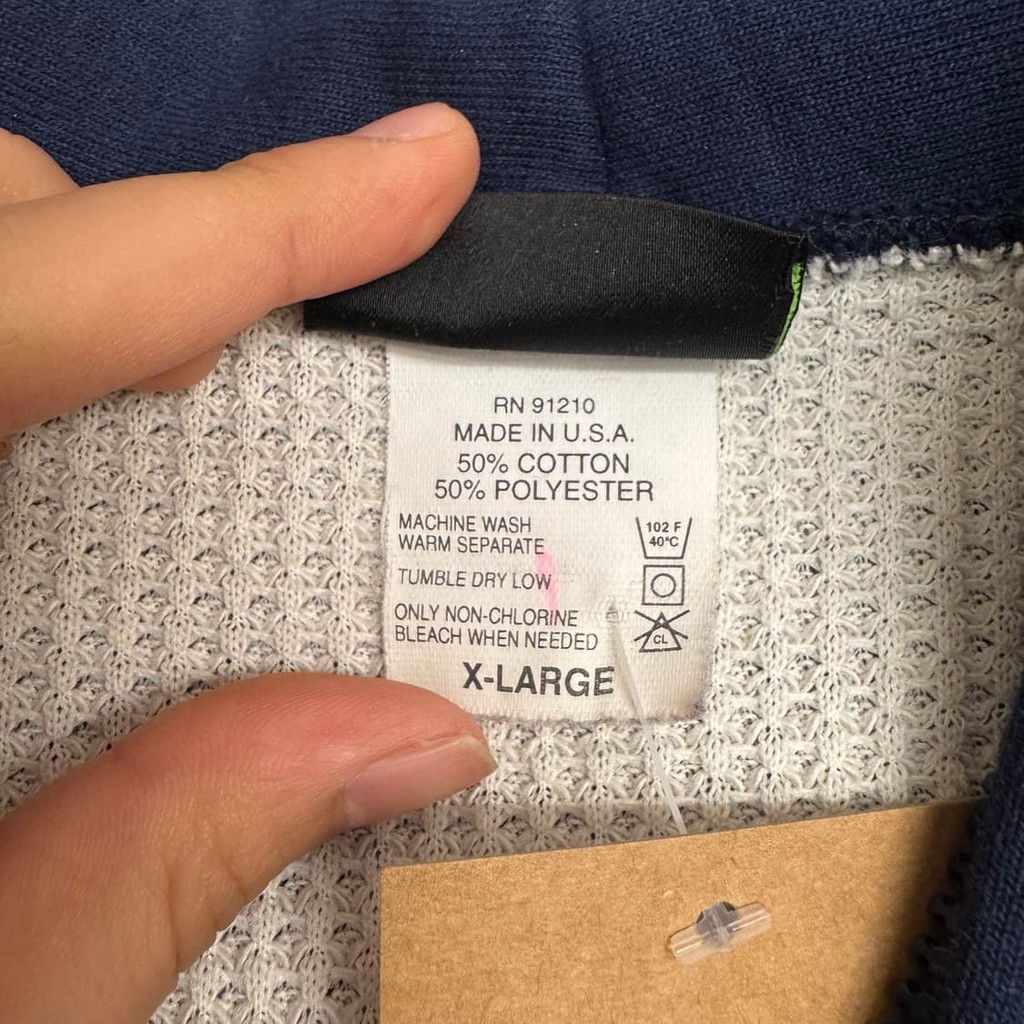 RN 91210
MADE IN U.S.A.
50% COTTON
50% POLYESTER
MACHINE WASH
WARM SEPARATE
102 F
40°C
TUMBLE DRY LOW
ONLY NON-CHLORINE
BLEACH WHEN NEEDED
CL
X-LARGE